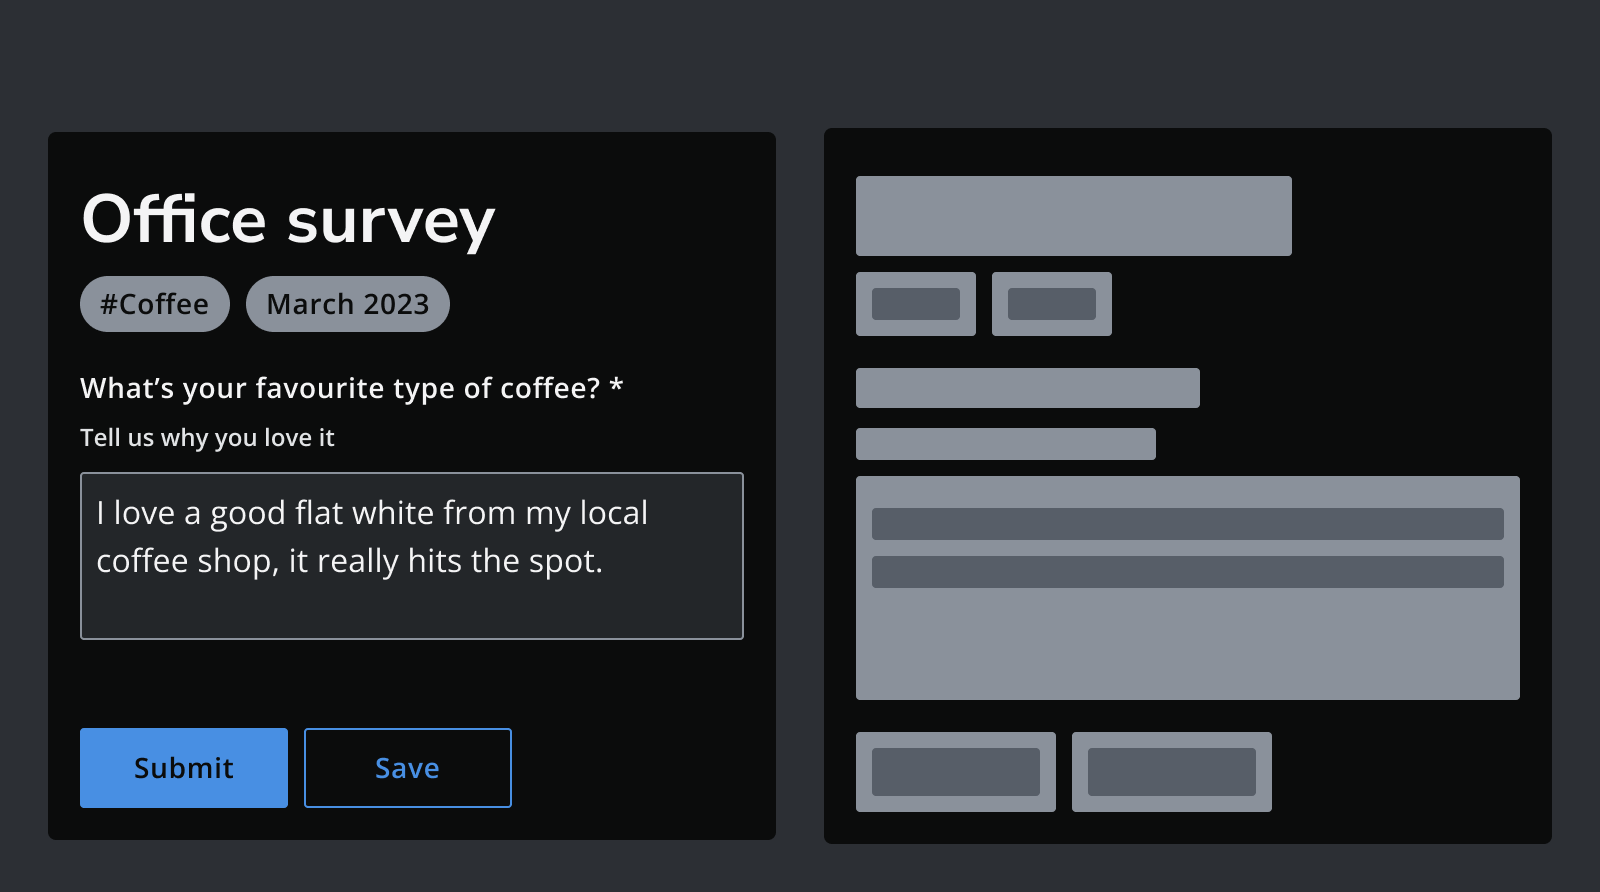 Office survey
#Coffee March 2023
What’s your favourite type of coffee? *
Tell us why you love it
I love a good flat white from my local
coffee shop, it really hits the spot.
Submit Save